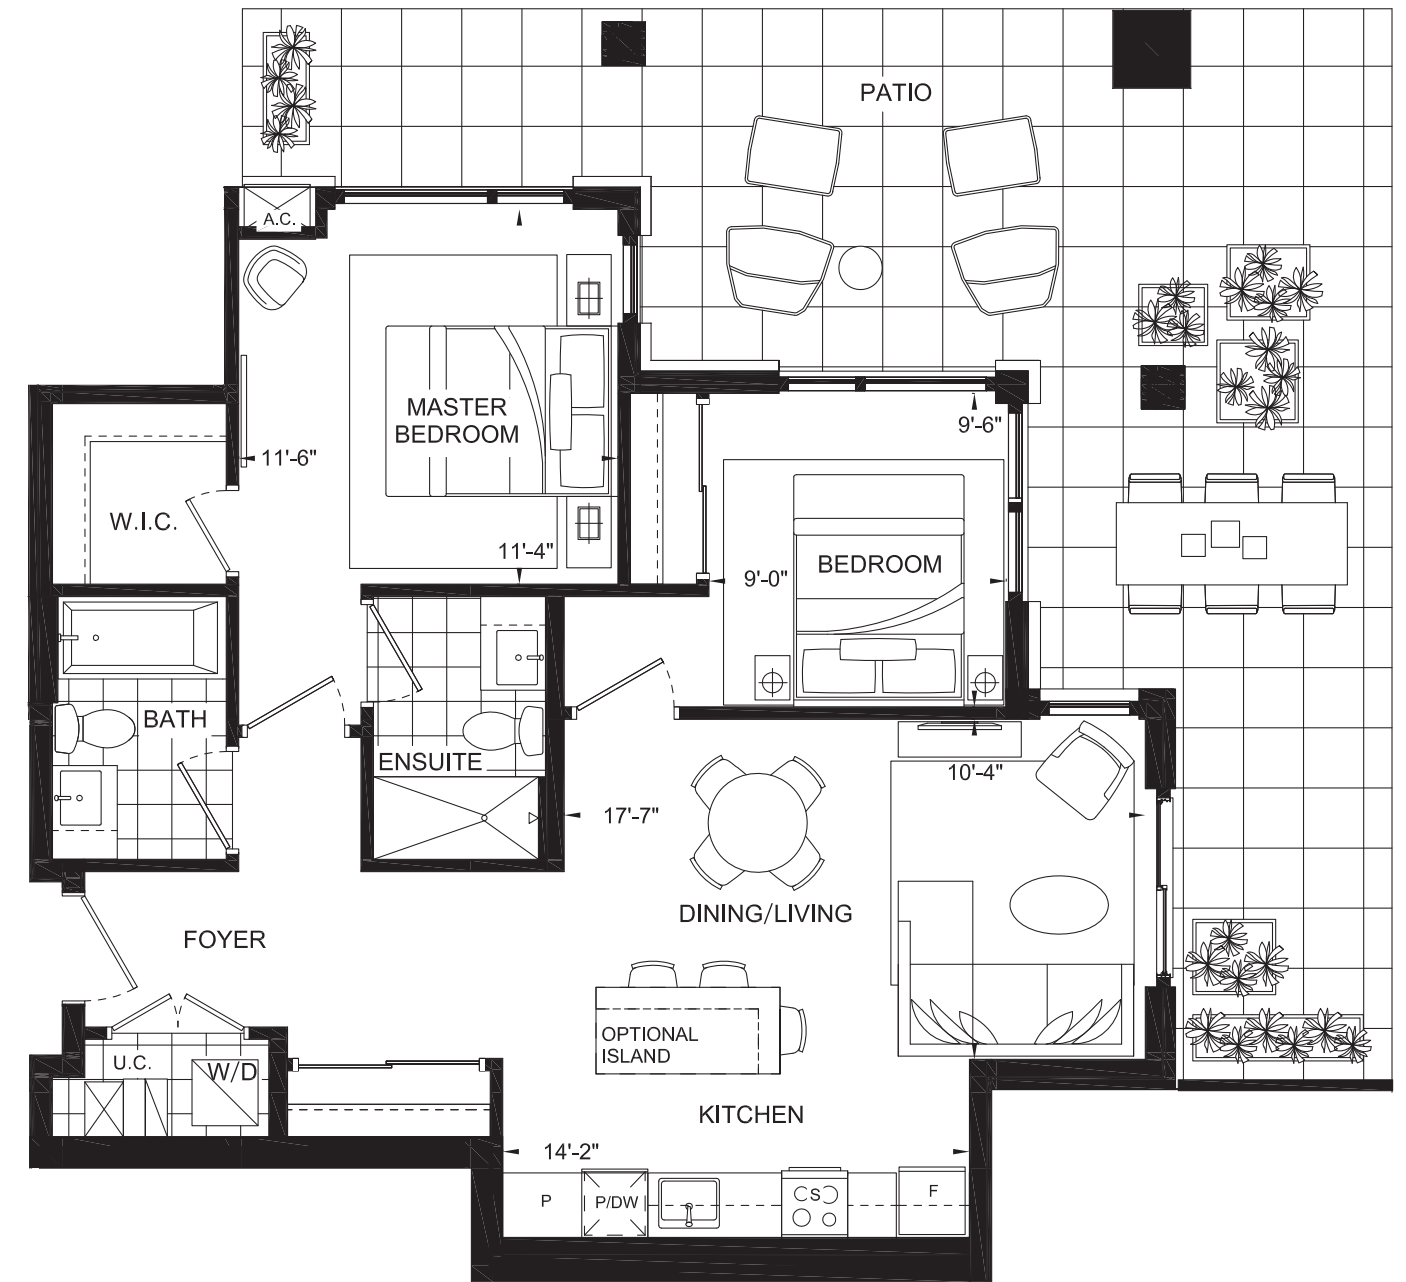 PATIO
A.C.
MASTER
BEDROOM
9'-6"
11'-6"
W.I.C.
11'-4"
BEDROOM
9'-0"
BATH
ENSUITE
10'-4"
17'-7"
DINING/LIVING
FOYER
OPTIONAL
ISLAND
U.C.
W/D
KITCHEN
14'-2"
P
P/DW
S
F